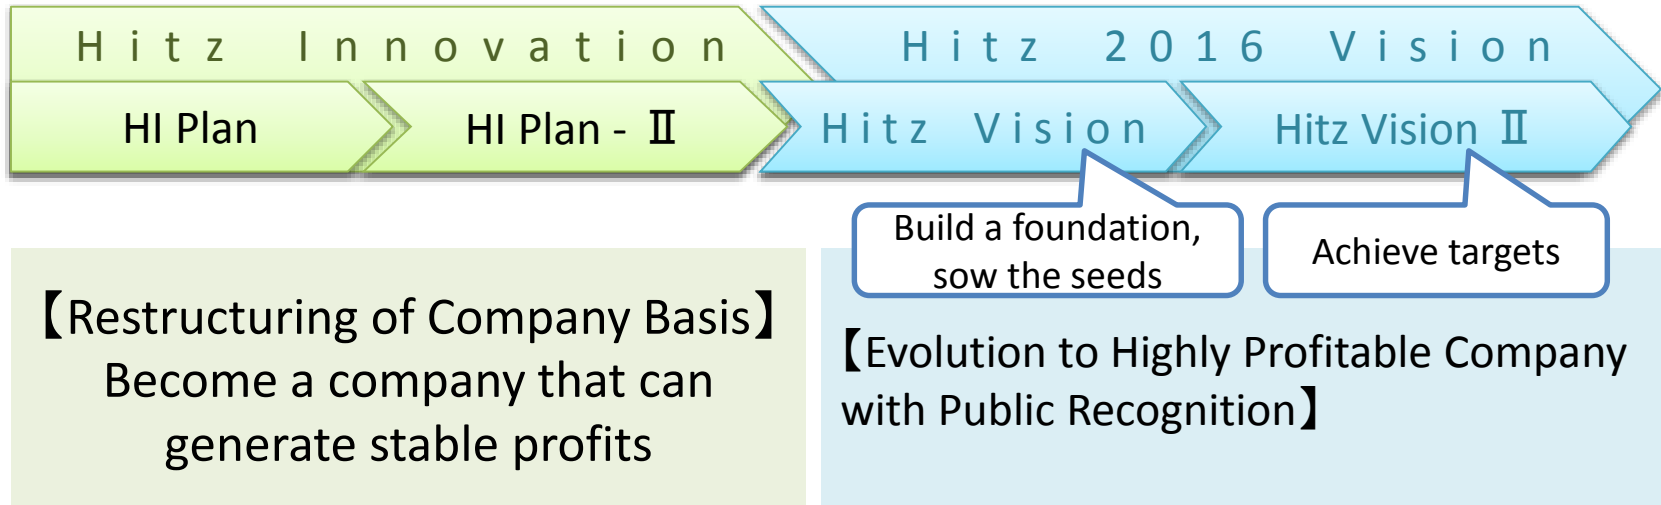 Hitz Innovation
Hitz 2016 Vision
HI Plan
HI Plan - Ⅱ
Hitz Vision
Hitz Vision Ⅱ
Build a foundation,
sow the seeds
Achieve targets
【Restructuring of Company Basis】
Become a company that can
generate stable profits
【Evolution to Highly Profitable Company
with Public Recognition】